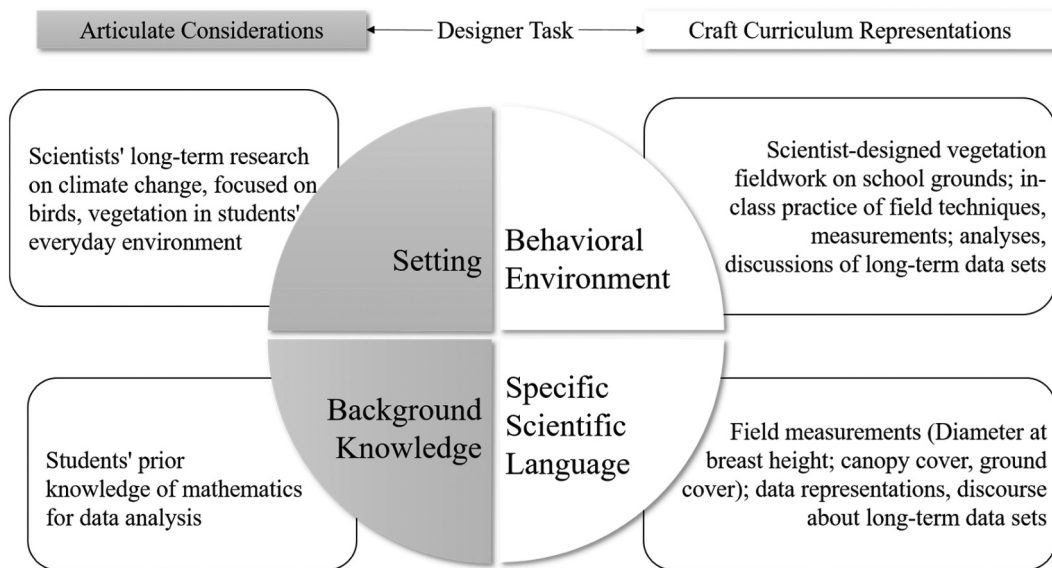 Articulate Considerations
Designer Task
Craft Curriculum Representations
Scientists' long-term research
on climate change, focused on
birds, vegetation in students'
everyday environment
Setting
Behavioral
Environment
Scientist-designed vegetation
fieldwork on school grounds; in-
class practice of field techniques,
measurements; analyses,
discussions of long-term data sets
Students' prior
knowledge of mathematics
for data analysis
Background
Knowledge
Specific
Scientific
Language
Field measurements (Diameter at
breast height; canopy cover, ground
cover); data representations, discourse
about long-term data sets